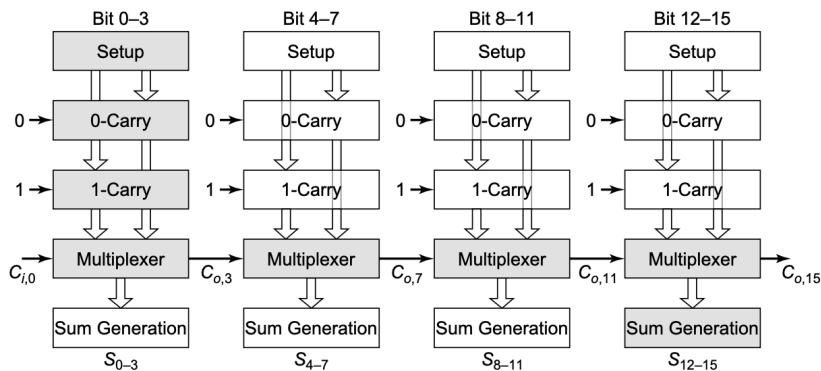 Bit 0–3 Bit 4–7 Bit 8–11 Bit 12–15
Setup Setup Setup Setup
0 0-Carry 0 0-Carry 0 0-Carry 0 0-Carry
1 1-Carry 1 1-Carry 1 1-Carry 1 1-Carry
Multiplexer Multiplexer Multiplexer Multiplexer
Ci,0 Co,3 Co,7 Co,11 Co,15
Sum Generation Sum Generation Sum Generation Sum Generation
S0–3 S4–7 S8–11 S12–15